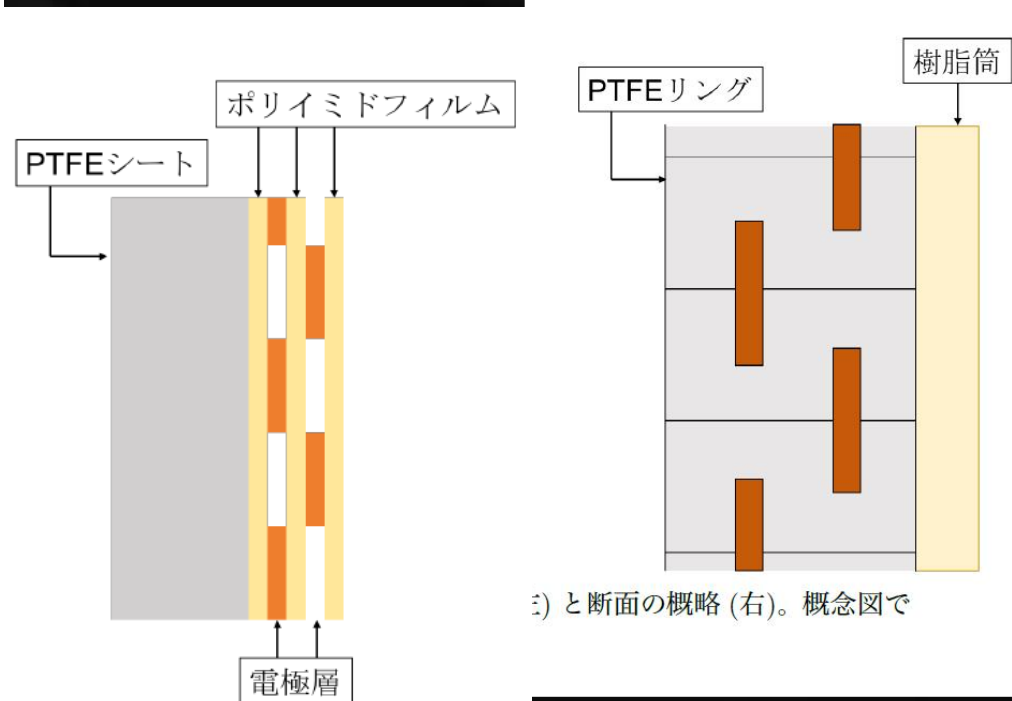 ポリイミドフィルム
PTFEシート
電極層
樹脂筒
PTFEリング
と断面の概略 (右)。概念図で